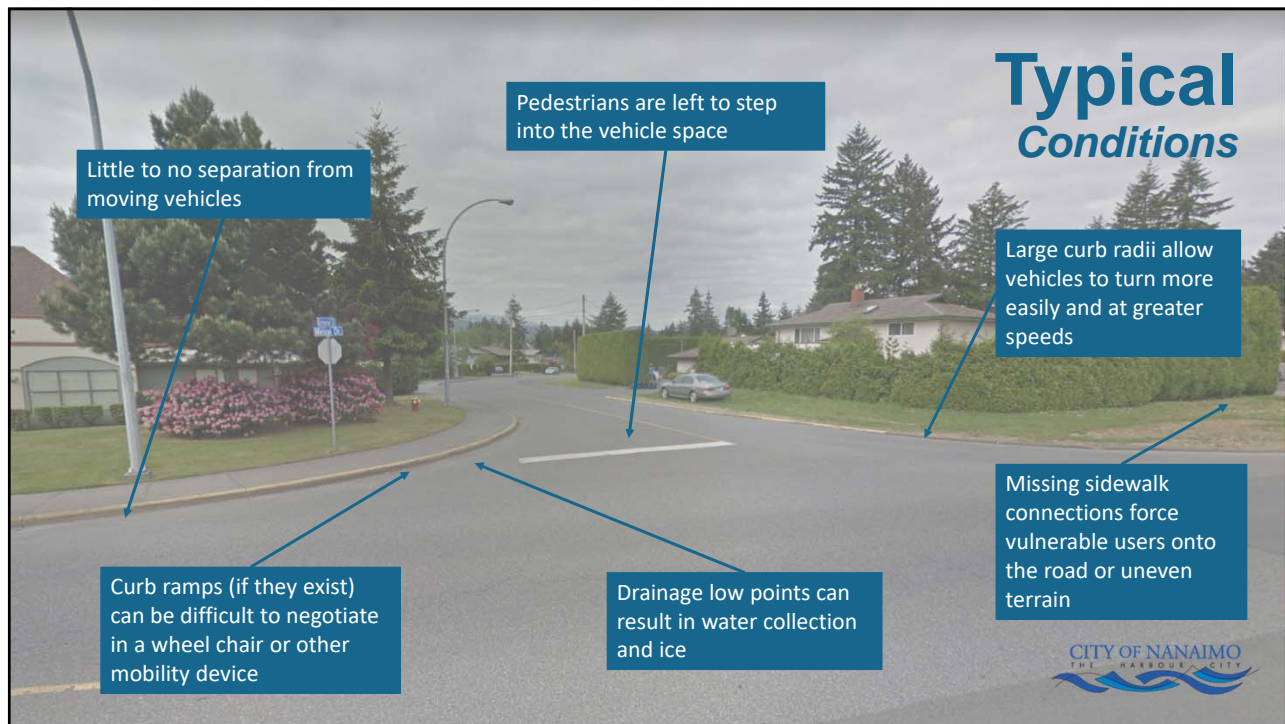 Typical
Conditions
Pedestrians are left to step
into the vehicle space
Little to no separation from
moving vehicles
Large curb radii allow
vehicles to turn more
easily and at greater
speeds
Missing sidewalk
connections force
vulnerable users onto
the road or uneven
terrain
Curb ramps (if they exist)
can be difficult to negotiate
in a wheel chair or other
mobility device
Drainage low points can
result in water collection
and ice
CITY OF NANAIMO
THE HARBOUR CITY